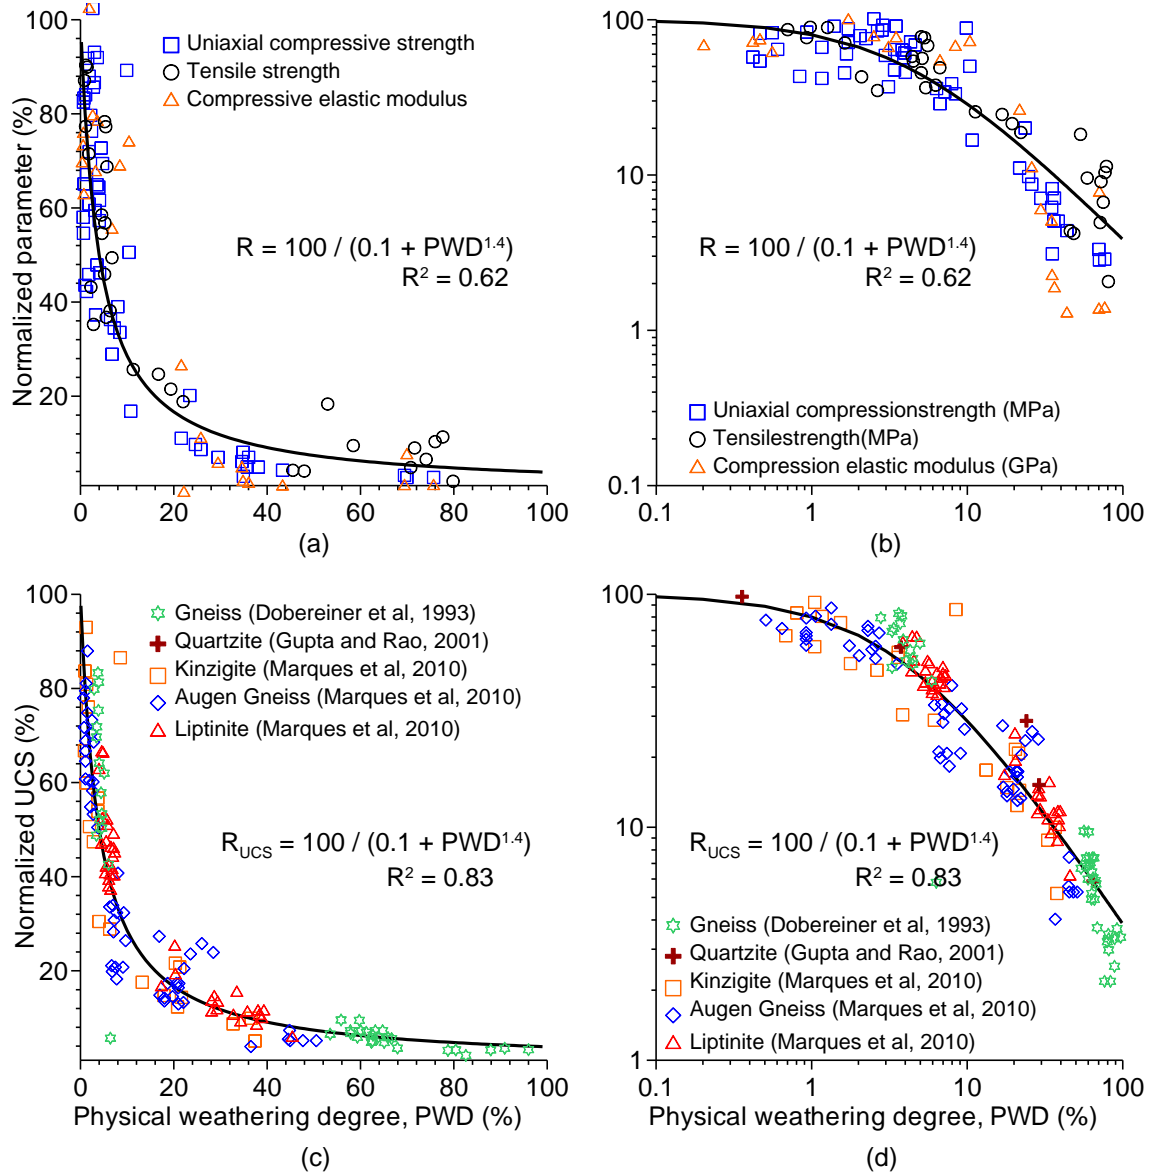 100
80
60
40
20
Normalized parameter (%)
Uniaxial compressive strength
Tensile strength
Compressive elastic modulus
R = 100 / (0.1 + PWD^1.4)
R² = 0.62
0 20 40 60 80 100
(a)
100
10
1
0.1
R = 100 / (0.1 + PWD^1.4)
R² = 0.62
Uniaxial compressionstrength (MPa)
Tensilestrength(MPa)
Compression elastic modulus (GPa)
0.1 1 10 100
(b)
100
80
60
40
20
Normalized UCS (%)
Gneiss (Dobereiner et al, 1993)
Quartzite (Gupta and Rao, 2001)
Kinzigite (Marques et al, 2010)
Augen Gneiss (Marques et al, 2010)
Liptinite (Marques et al, 2010)
R_UCS = 100 / (0.1 + PWD^1.4)
R² = 0.83
0 20 40 60 80 100
Physical weathering degree, PWD (%)
(c)
100
10
1
R_UCS = 100 / (0.1 + PWD^1.4)
R² = 0.83
Gneiss (Dobereiner et al, 1993)
Quartzite (Gupta and Rao, 2001)
Kinzigite (Marques et al, 2010)
Augen Gneiss (Marques et al, 2010)
Liptinite (Marques et al, 2010)
0.1 1 10 100
Physical weathering degree, PWD (%)
(d)